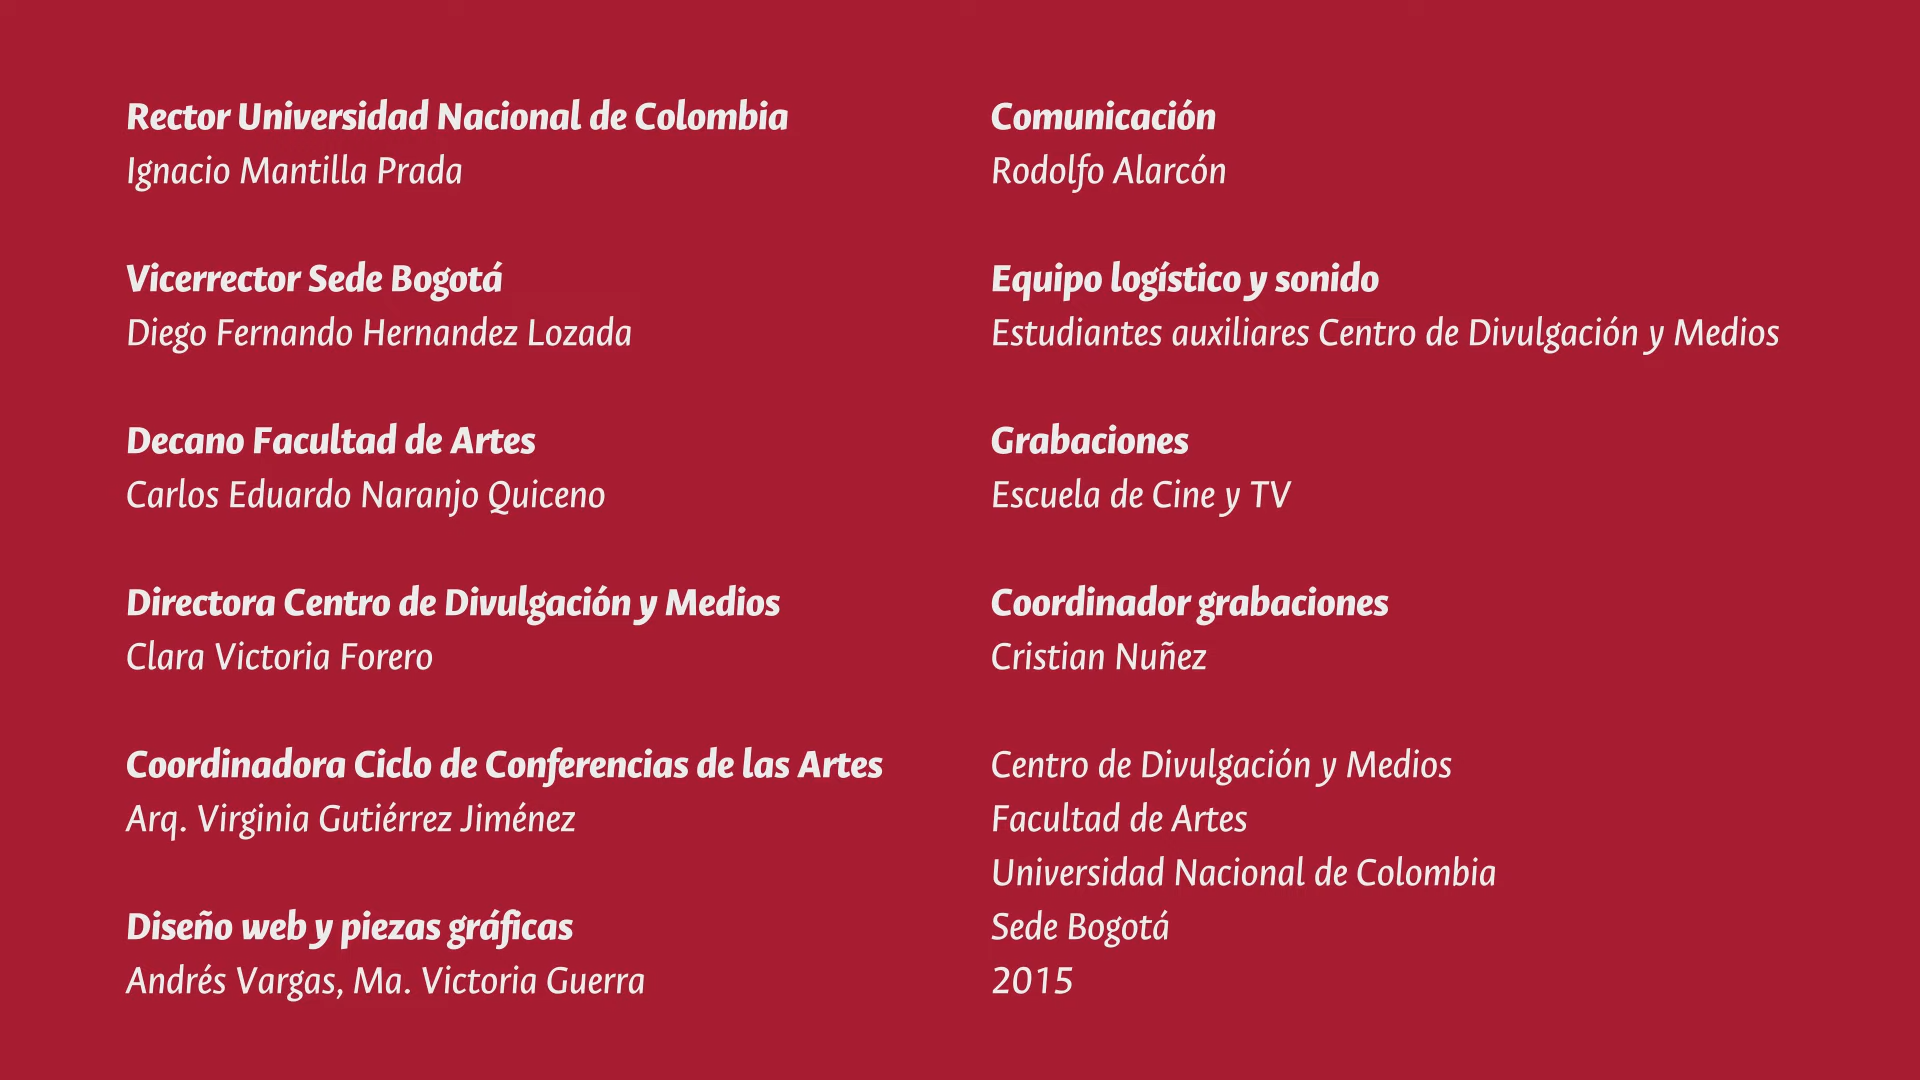 Rector Universidad Nacional de Colombia
Ignacio Mantilla Prada
Vicerrector Sede Bogotá
Diego Fernando Hernandez Lozada
Decano Facultad de Artes
Carlos Eduardo Naranjo Quiceno
Directora Centro de Divulgación y Medios
Clara Victoria Forero
Coordinadora Ciclo de Conferencias de las Artes
Arq. Virginia Gutiérrez Jiménez
Diseño web y piezas gráficas
Andrés Vargas, Ma. Victoria Guerra
Comunicación
Rodolfo Alarcón
Equipo logístico y sonido
Estudiantes auxiliares Centro de Divulgación y Medios
Grabaciones
Escuela de Cine y TV
Coordinador grabaciones
Cristian Nuñez
Centro de Divulgación y Medios
Facultad de Artes
Universidad Nacional de Colombia
Sede Bogotá
2015